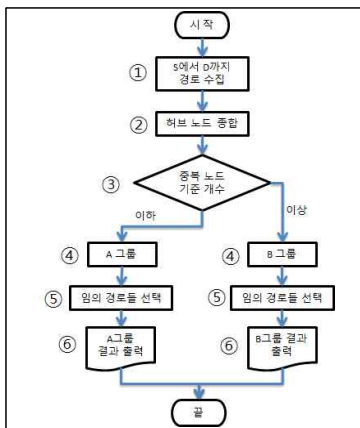 시 작
① S에서 D까지
경로 수집
② 허브 노드 종합
③ 중복 노드
기준 개수
이하
이상
④ A 그룹
④ B 그룹
⑤ 임의 경로들 선택
⑤ 임의 경로들 선택
⑥ A그룹
결과 출력
⑥ B그룹 결과
출력
끝